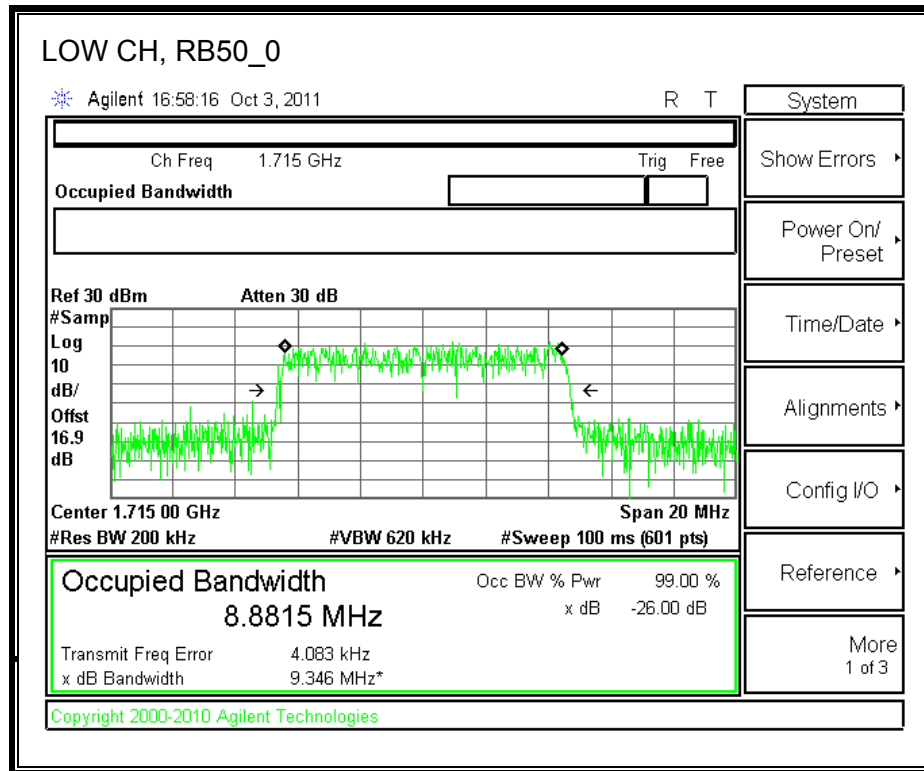 LOW CH, RB50_0
Agilent 16:58:16 Oct 3, 2011 R T
System
Ch Freq 1.715 GHz Trig Free
Occupied Bandwidth
Show Errors
Power On/
Preset
Time/Date
Alignments
Config I/O
Reference
More
1 of 3
Ref 30 dBm Atten 30 dB
#Samp
Log
10
dB/
Offst
16.9
dB
Center 1.715 00 GHz Span 20 MHz
#Res BW 200 kHz #VBW 620 kHz #Sweep 100 ms (601 pts)
Occupied Bandwidth
8.8815 MHz
Occ BW % Pwr 99.00 %
x dB -26.00 dB
Transmit Freq Error 4.083 kHz
x dB Bandwidth 9.346 MHz*
Copyright 2000-2010 Agilent Technologies